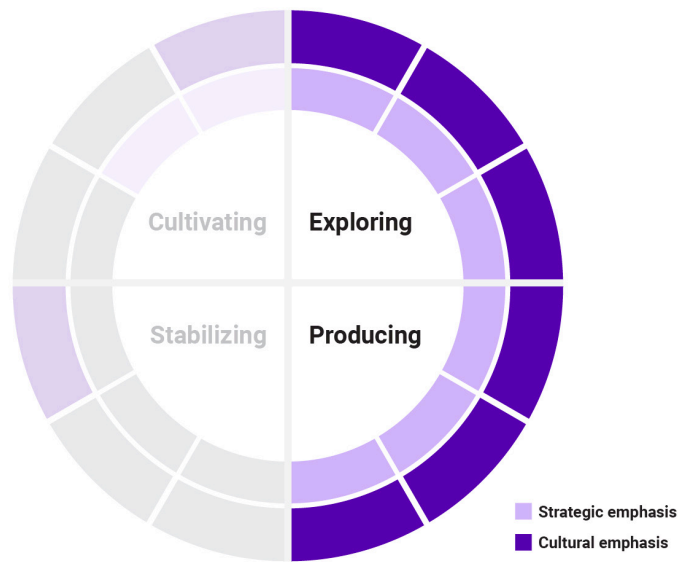 Cultivating
Exploring
Stabilizing
Producing
Strategic emphasis
Cultural emphasis